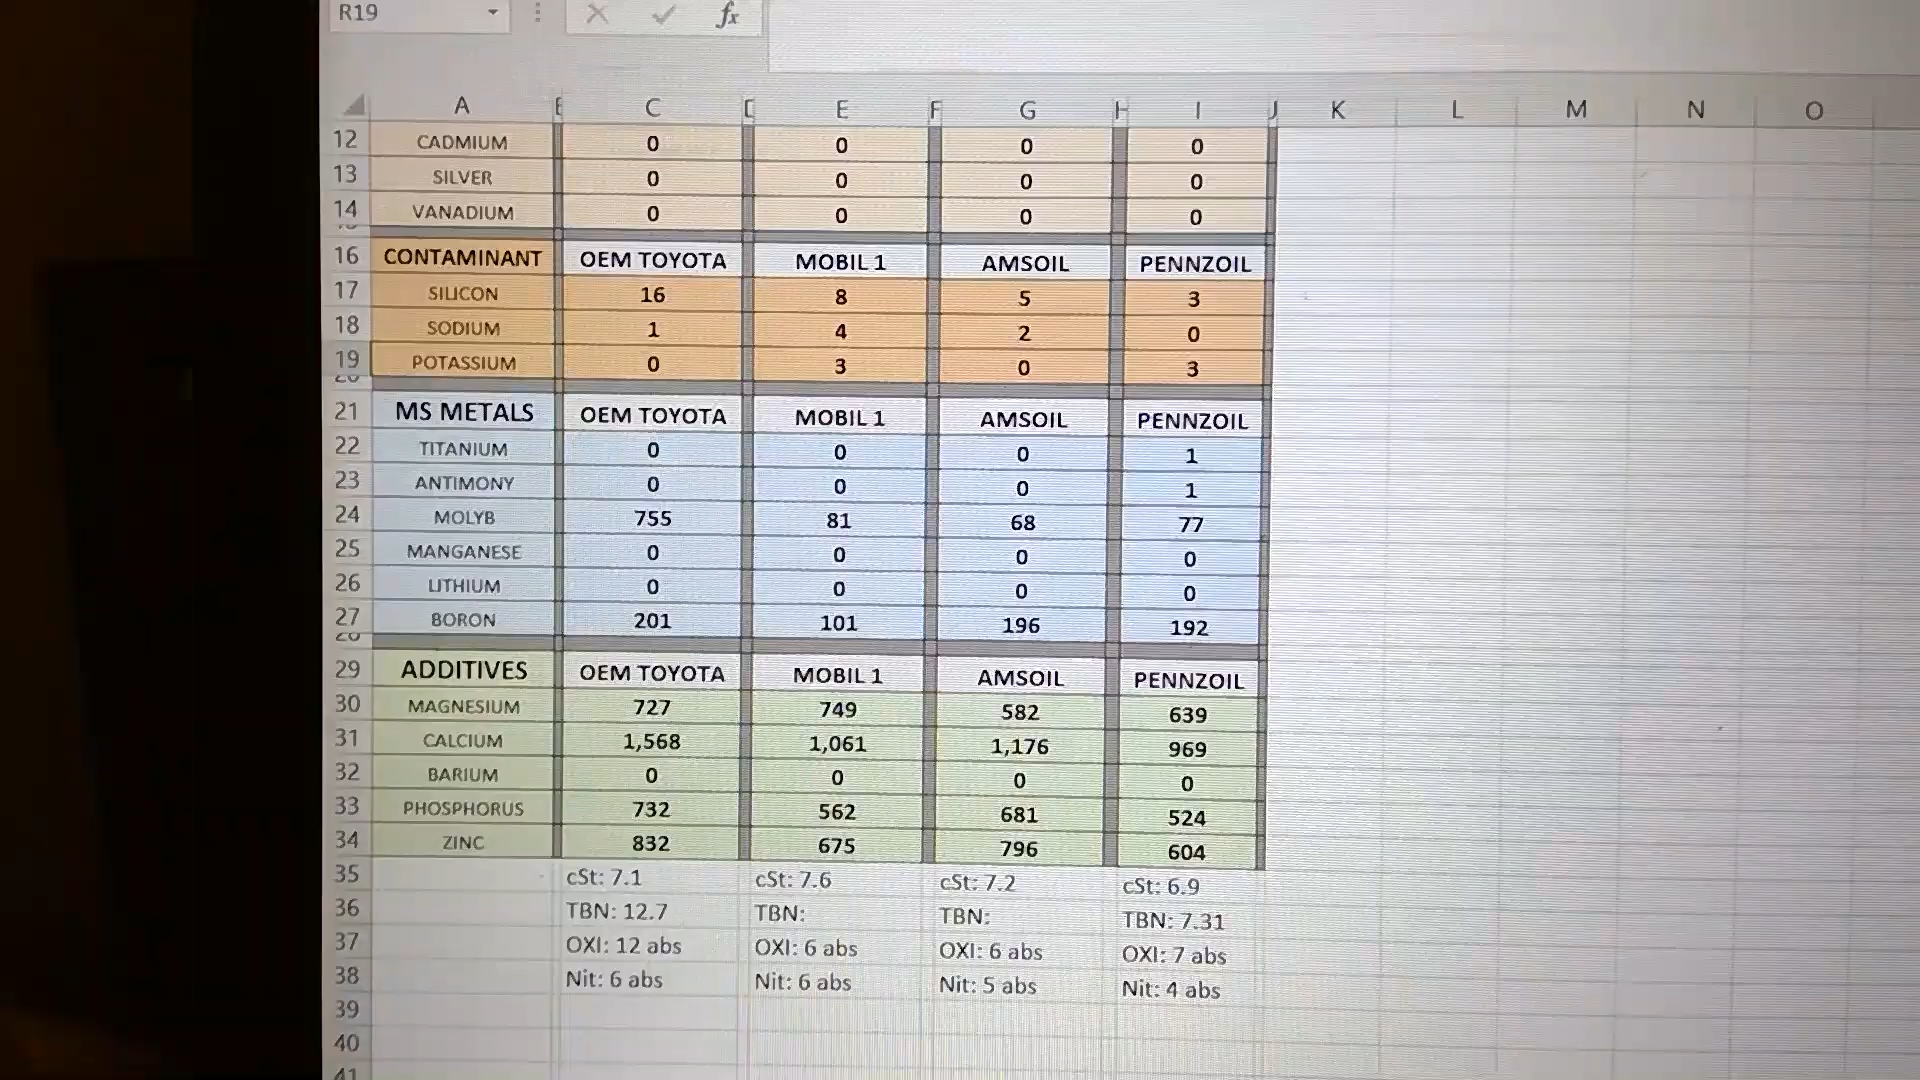 R19 fx
A C E F G H I J K L M N O
12 CADMIUM 0 0 0 0
13 SILVER 0 0 0 0
14 VANADIUM 0 0 0 0
16 CONTAMINANT OEM TOYOTA MOBIL 1 AMSOIL PENNZOIL
17 SILICON 16 8 5 3
18 SODIUM 1 4 2 0
19 POTASSIUM 0 3 0 3
21 MS METALS OEM TOYOTA MOBIL 1 AMSOIL PENNZOIL
22 TITANIUM 0 0 0 1
23 ANTIMONY 0 0 0 1
24 MOLYB 755 81 68 77
25 MANGANESE 0 0 0 0
26 LITHIUM 0 0 0 0
27 BORON 201 101 196 192
29 ADDITIVES OEM TOYOTA MOBIL 1 AMSOIL PENNZOIL
30 MAGNESIUM 727 749 582 639
31 CALCIUM 1,568 1,061 1,176 969
32 BARIUM 0 0 0 0
33 PHOSPHORUS 732 562 681 524
34 ZINC 832 675 796 604
35 cSt: 7.1 cSt: 7.6 cSt: 7.2 cSt: 6.9
36 TBN: 12.7 TBN: TBN: TBN: 7.31
37 OXI: 12 abs OXI: 6 abs OXI: 6 abs OXI: 7 abs
38 Nit: 6 abs Nit: 6 abs Nit: 5 abs Nit: 4 abs
39
40
41